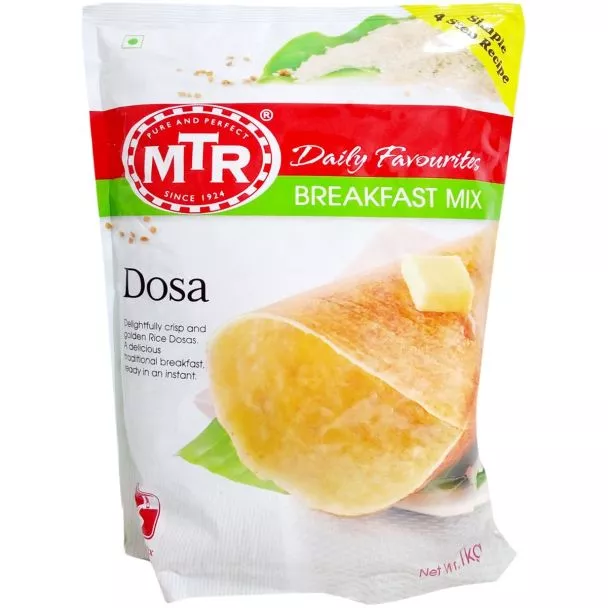 Simple
4 Step Recipe
PURE AND PERFECT
MTR
®
SINCE 1924
Daily Favourites
BREAKFAST MIX
Dosa
Delightfully crisp and
golden Rice Dosas.
A delicious
traditional breakfast,
ready in an instant.
Net Wt. 1kg